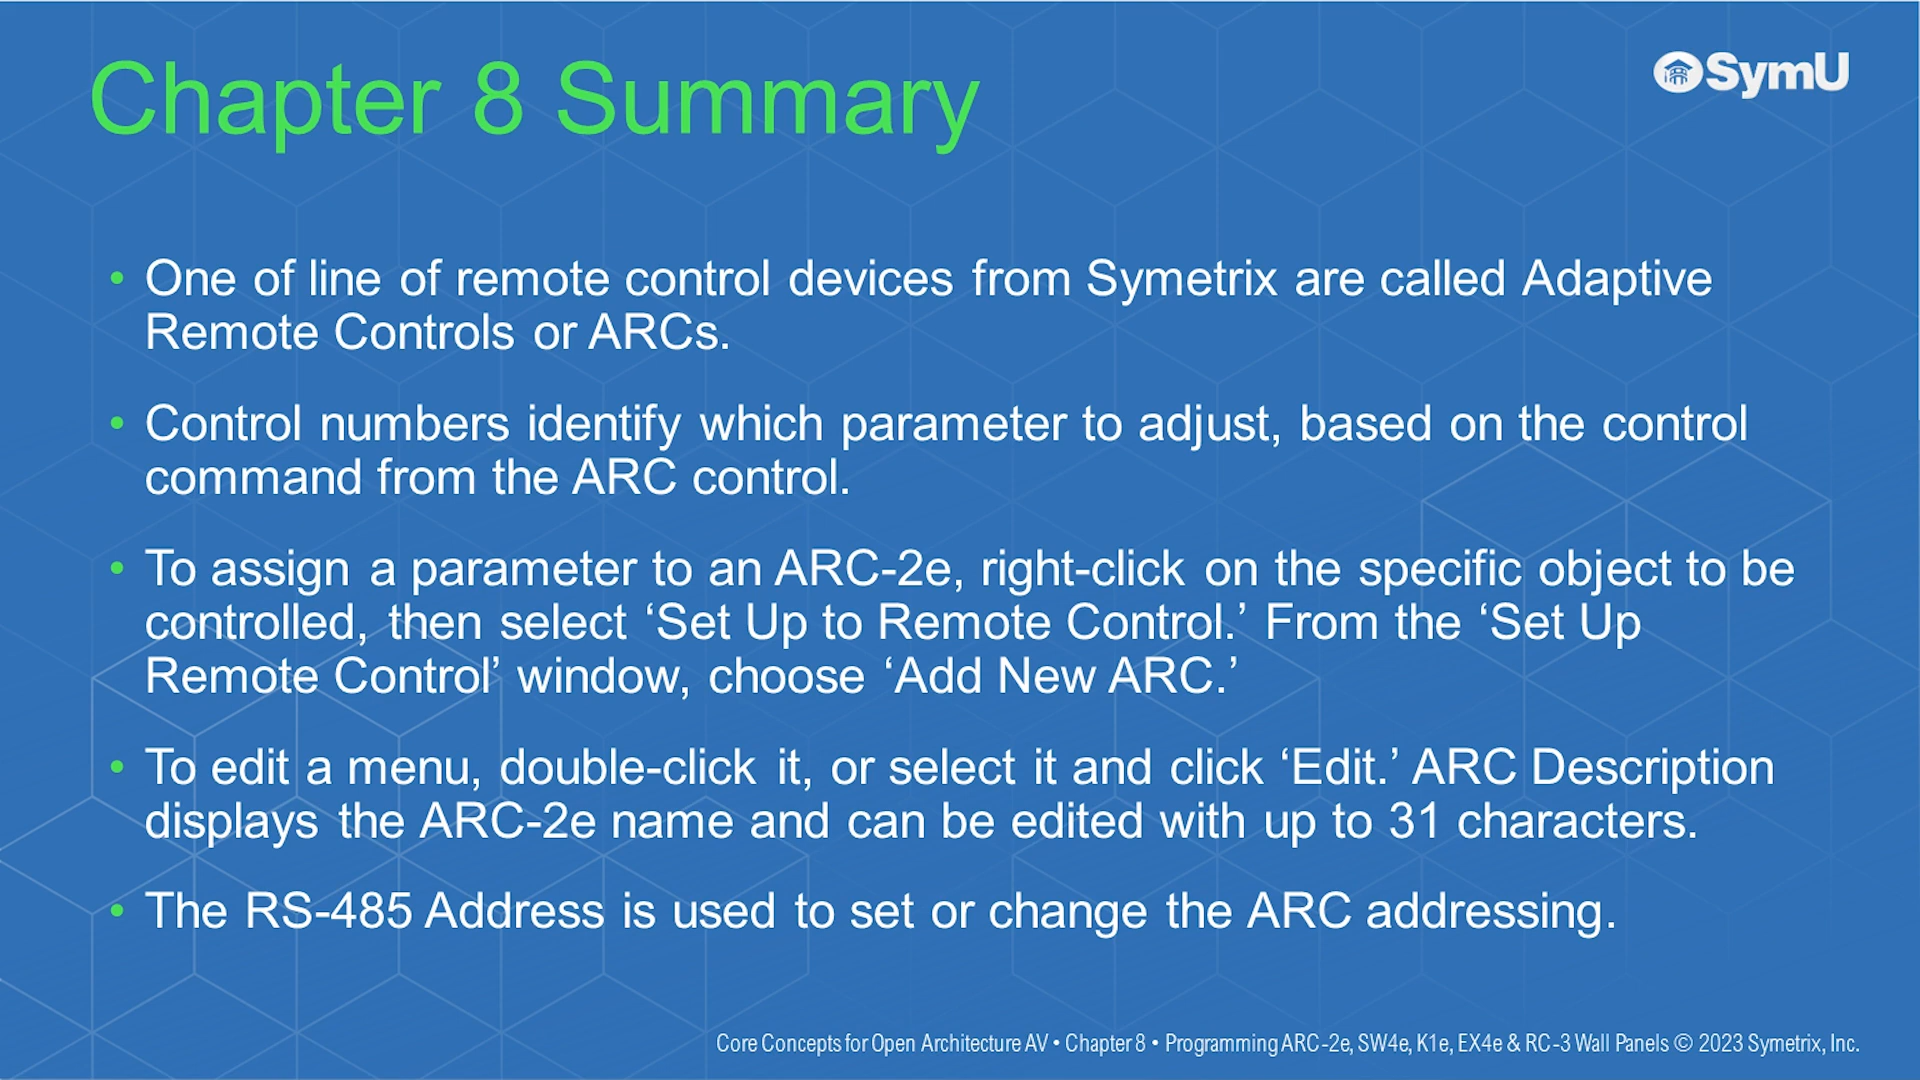 Chapter 8 Summary
SymU
• One of line of remote control devices from Symetrix are called Adaptive
Remote Controls or ARCs.
• Control numbers identify which parameter to adjust, based on the control
command from the ARC control.
• To assign a parameter to an ARC-2e, right-click on the specific object to be
controlled, then select ‘Set Up to Remote Control.’ From the ‘Set Up
Remote Control’ window, choose ‘Add New ARC.’
• To edit a menu, double-click it, or select it and click ‘Edit.’ ARC Description
displays the ARC-2e name and can be edited with up to 31 characters.
• The RS-485 Address is used to set or change the ARC addressing.
Core Concepts for Open Architecture AV • Chapter 8 • Programming ARC-2e, SW4e, K1e, EX4e & RC-3 Wall Panels © 2023 Symetrix, Inc.